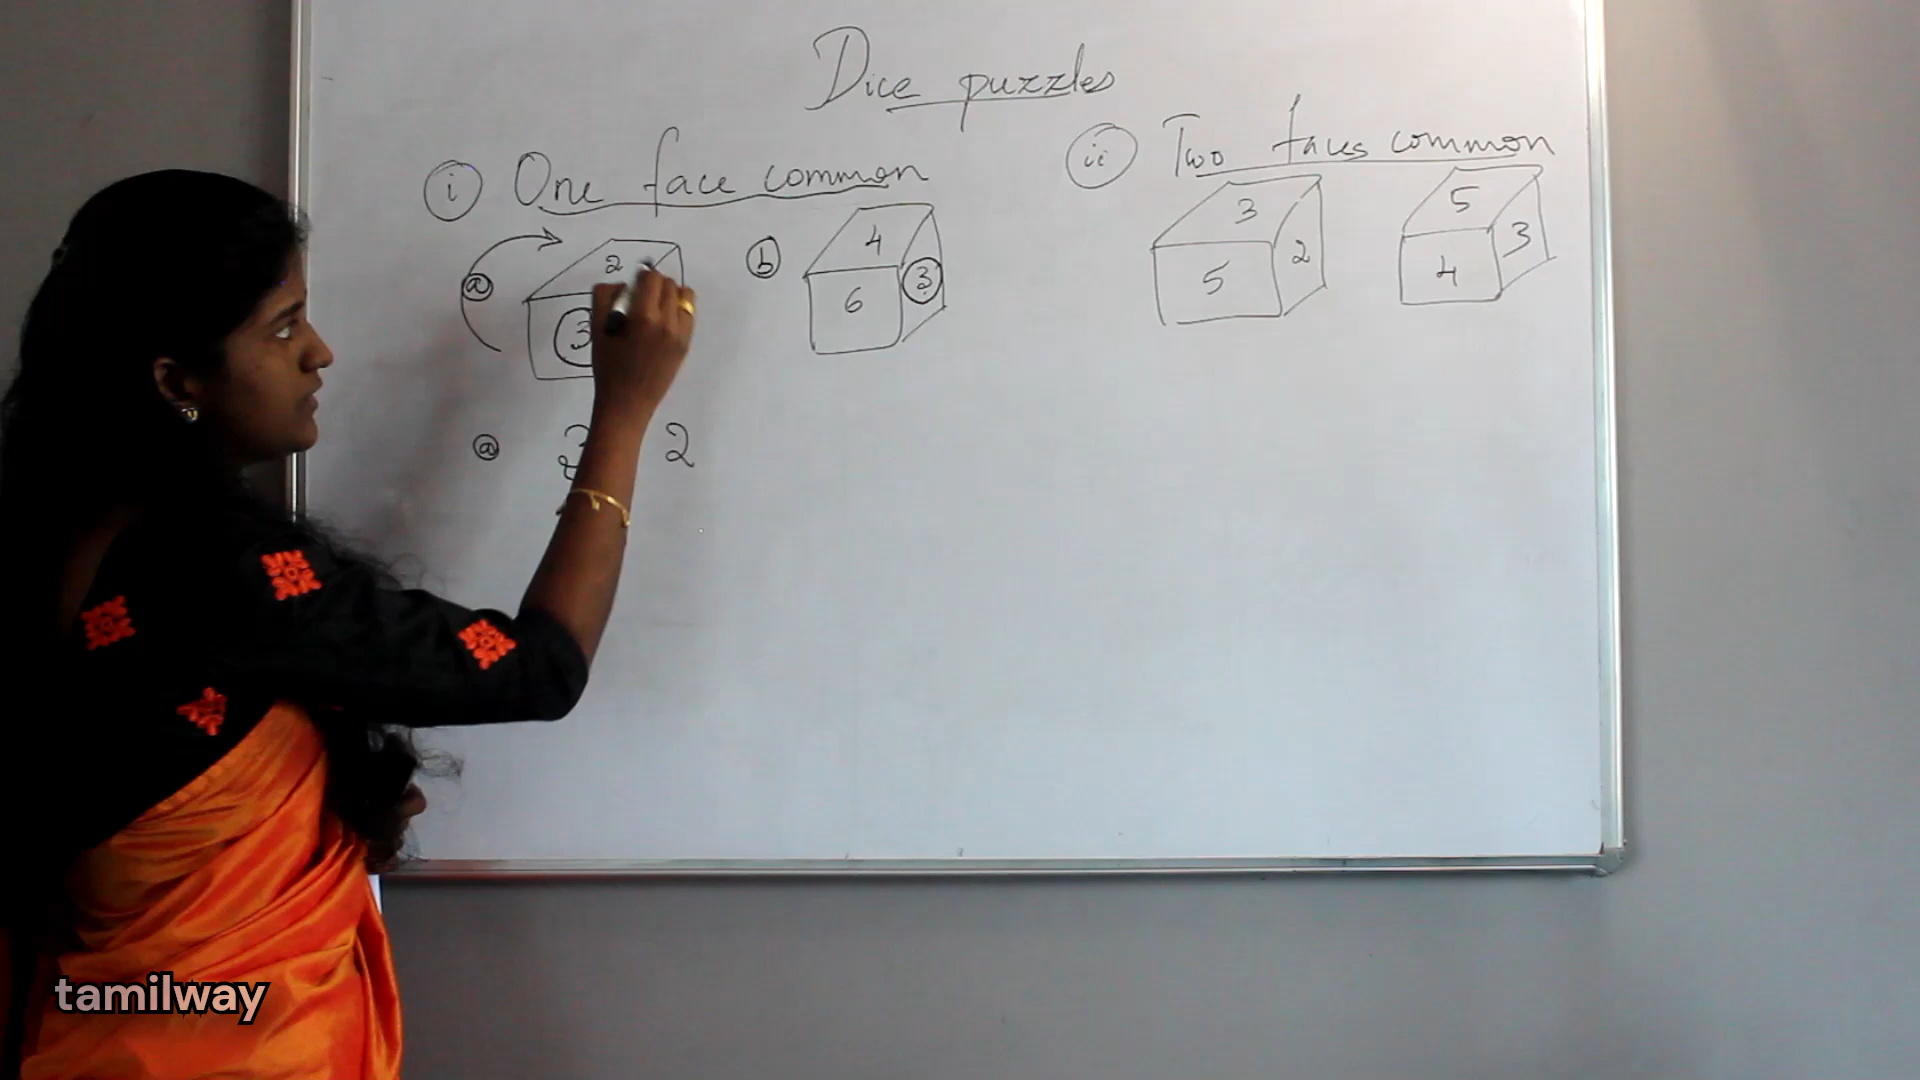 Dice puzzles
i One face common
ii Two faces common
a 2 3
b 4 6 3
3 5 2
5 4 3
a 3 2
tamilway